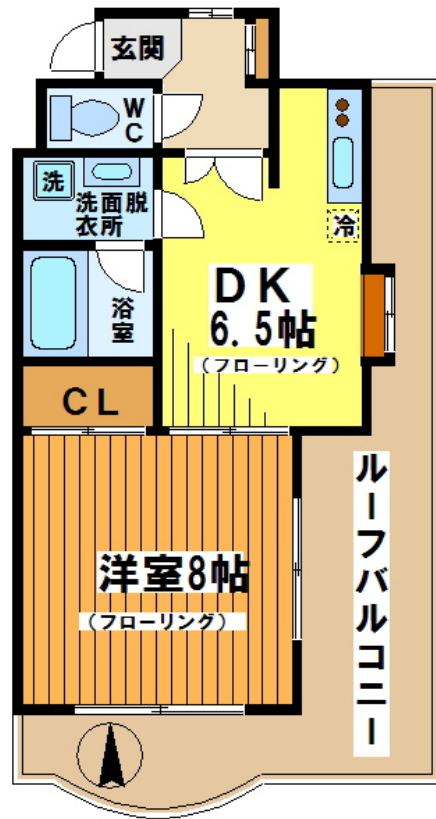 玄関
W
C
洗
洗面脱
衣所
浴
室
冷
DK
6.5帖
(フローリング)
CL
洋室8帖
(フローリング)
ルーフバルコニー